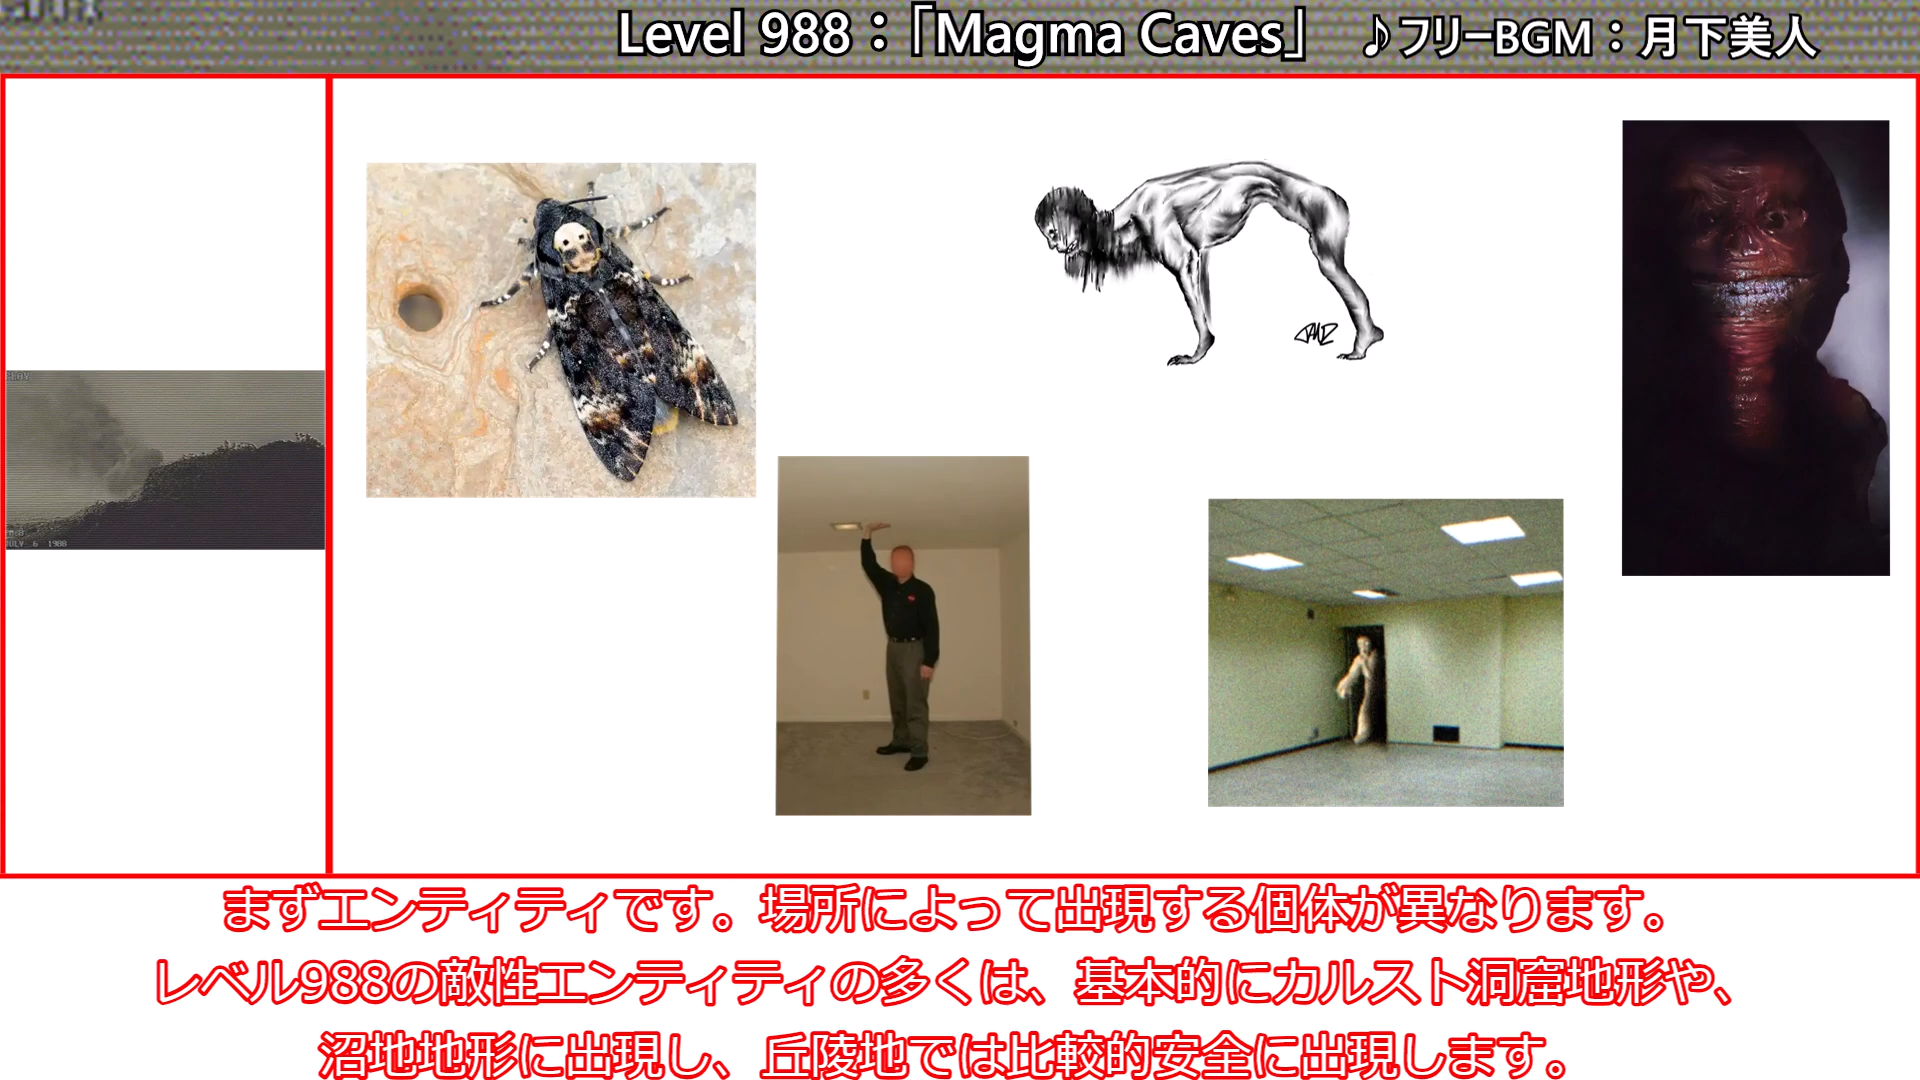 Level 988：「Magma Caves」 ♪フリーBGM：月下美人
PLAY
JULY 6 1988
まずエンティティです。場所によって出現する個体が異なります。
レベル988の敵性エンティティの多くは、基本的にカルスト洞窟地形や、
沼地地形に出現し、丘陵地では比較的安全に出現します。